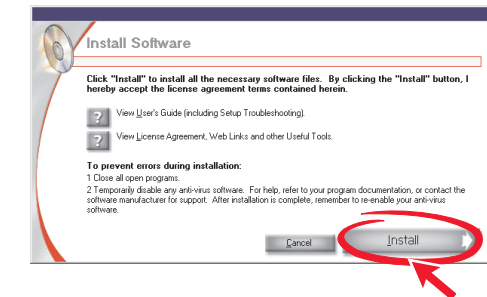 Install Software
Click "Install" to install all the necessary software files. By clicking the "Install" button, I
hereby accept the license agreement terms contained herein.
? View User's Guide (including Setup Troubleshooting).
? View License Agreement, Web Links and other Useful Tools.
To prevent errors during installation:
1 Close all open programs.
2 Temporarily disable any anti-virus software. For help, refer to your program documentation, or contact the
software manufacturer for support. After installation is complete, remember to re-enable your anti-virus
software.
Cancel Install